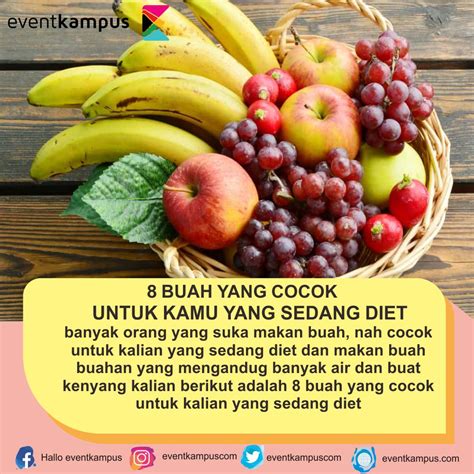 eventkampus
8 BUAH YANG COCOK
UNTUK KAMU YANG SEDANG DIET
banyak orang yang suka makan buah, nah cocok
untuk kalian yang sedang diet dan makan buah
buahan yang mengandug banyak air dan buat
kenyang kalian berikut adalah 8 buah yang cocok
untuk kalian yang sedang diet
Hallo eventkampus eventkampuscom eventkampuscom eventkampus.com